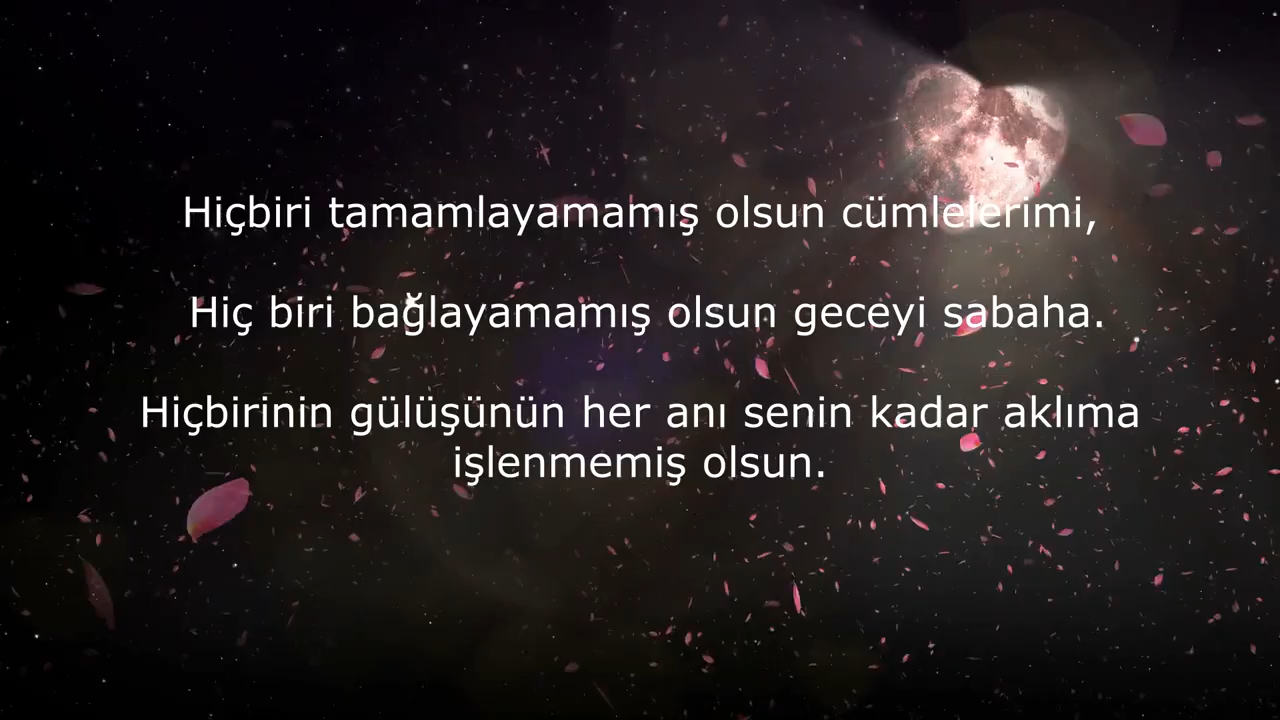 Hiçbiri tamamlayamamış olsun cümlelerimi,
Hiç biri bağlayamamış olsun geceyi sabaha.
Hiçbirinin gülüşünün her anı senin kadar aklıma
işlenmemiş olsun.